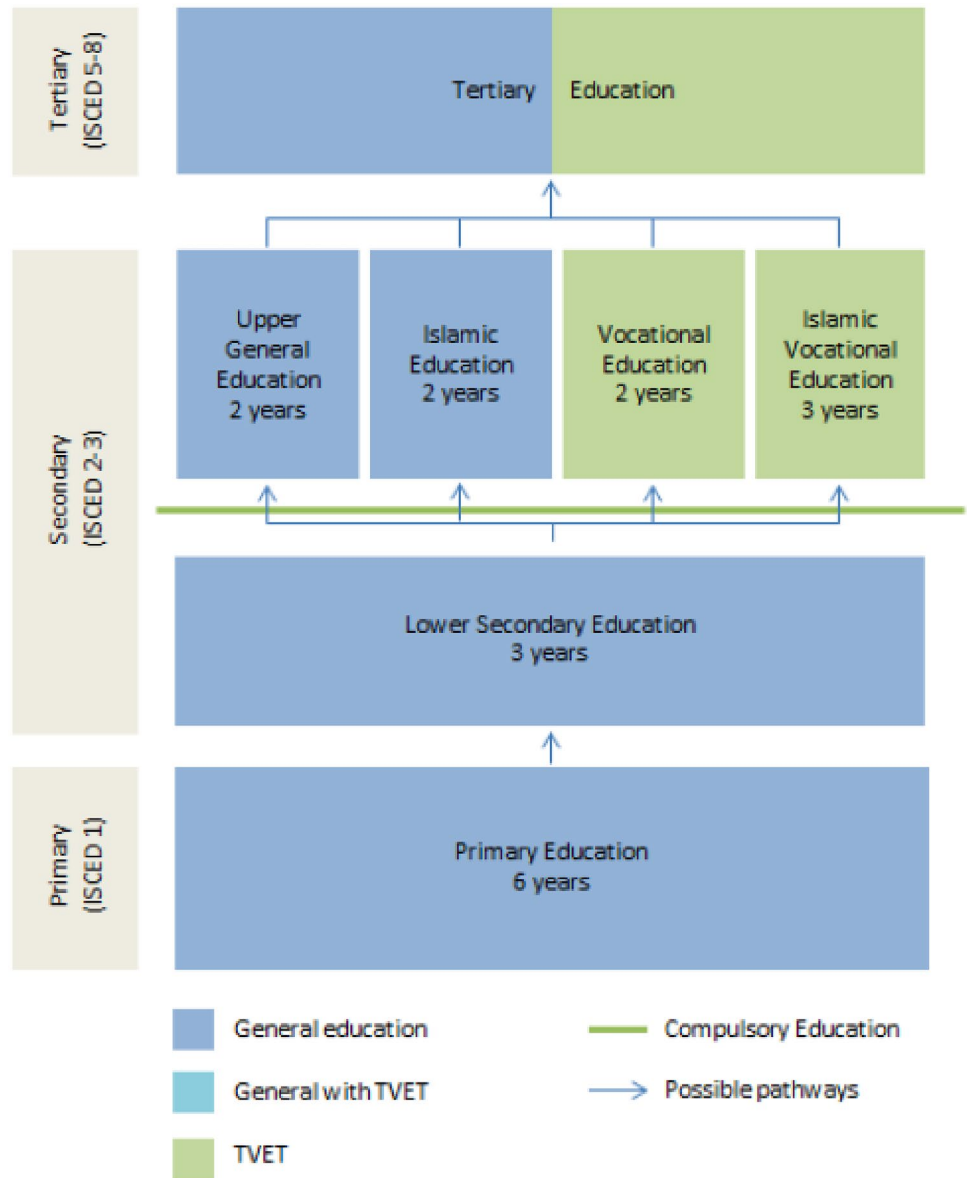 Tertiary
(ISCED 5-8)
Tertiary Education
Secondary
(ISCED 2-3)
Upper
General
Education
2 years
Islamic
Education
2 years
Vocational
Education
2 years
Islamic
Vocational
Education
3 years
Lower Secondary Education
3 years
Primary
(ISCED 1)
Primary Education
6 years
General education
General with TVET
TVET
Compulsory Education
Possible pathways